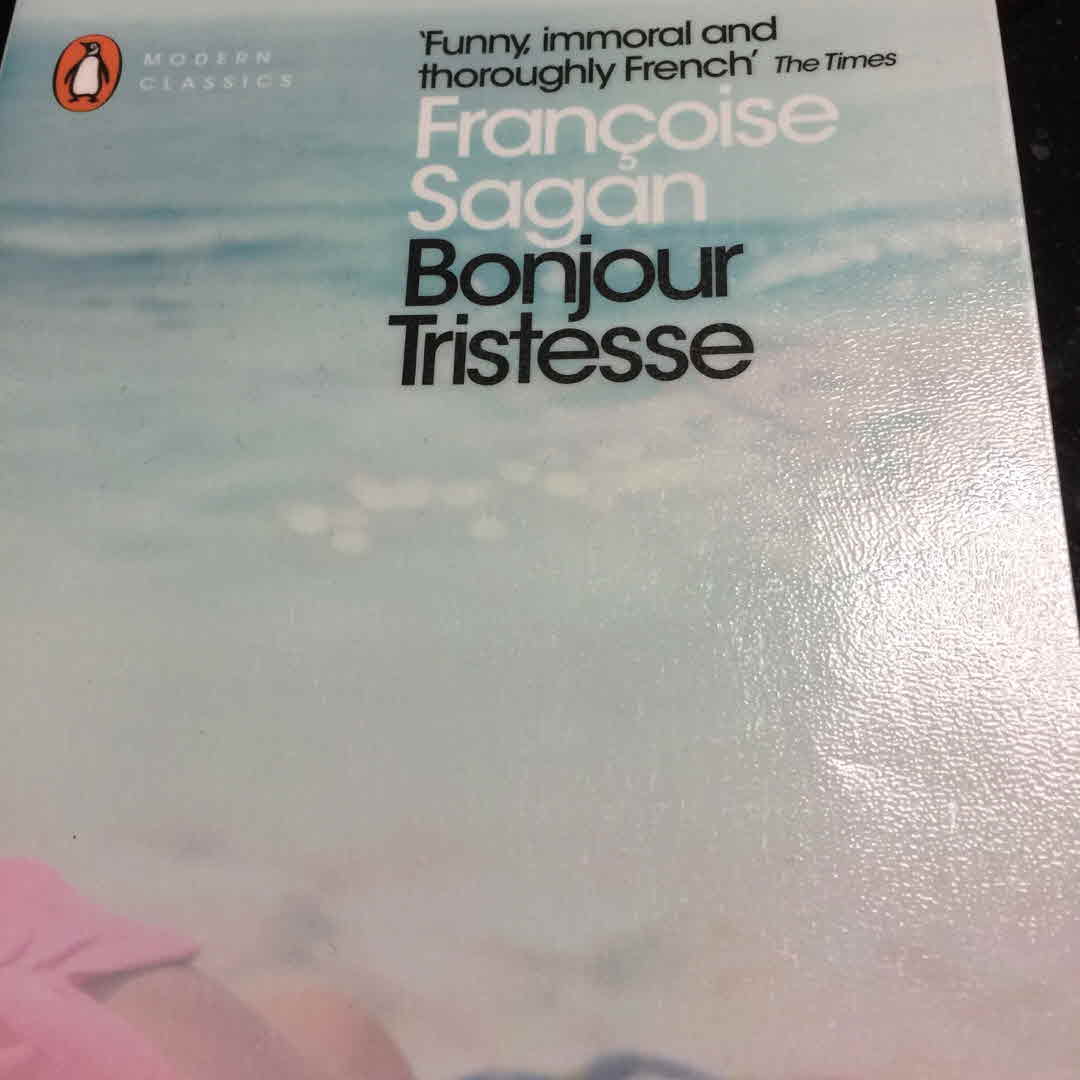 MODERN
CLASSICS
'Funny, immoral and
thoroughly French' The Times
Françoise
Sagan
Bonjour
Tristesse